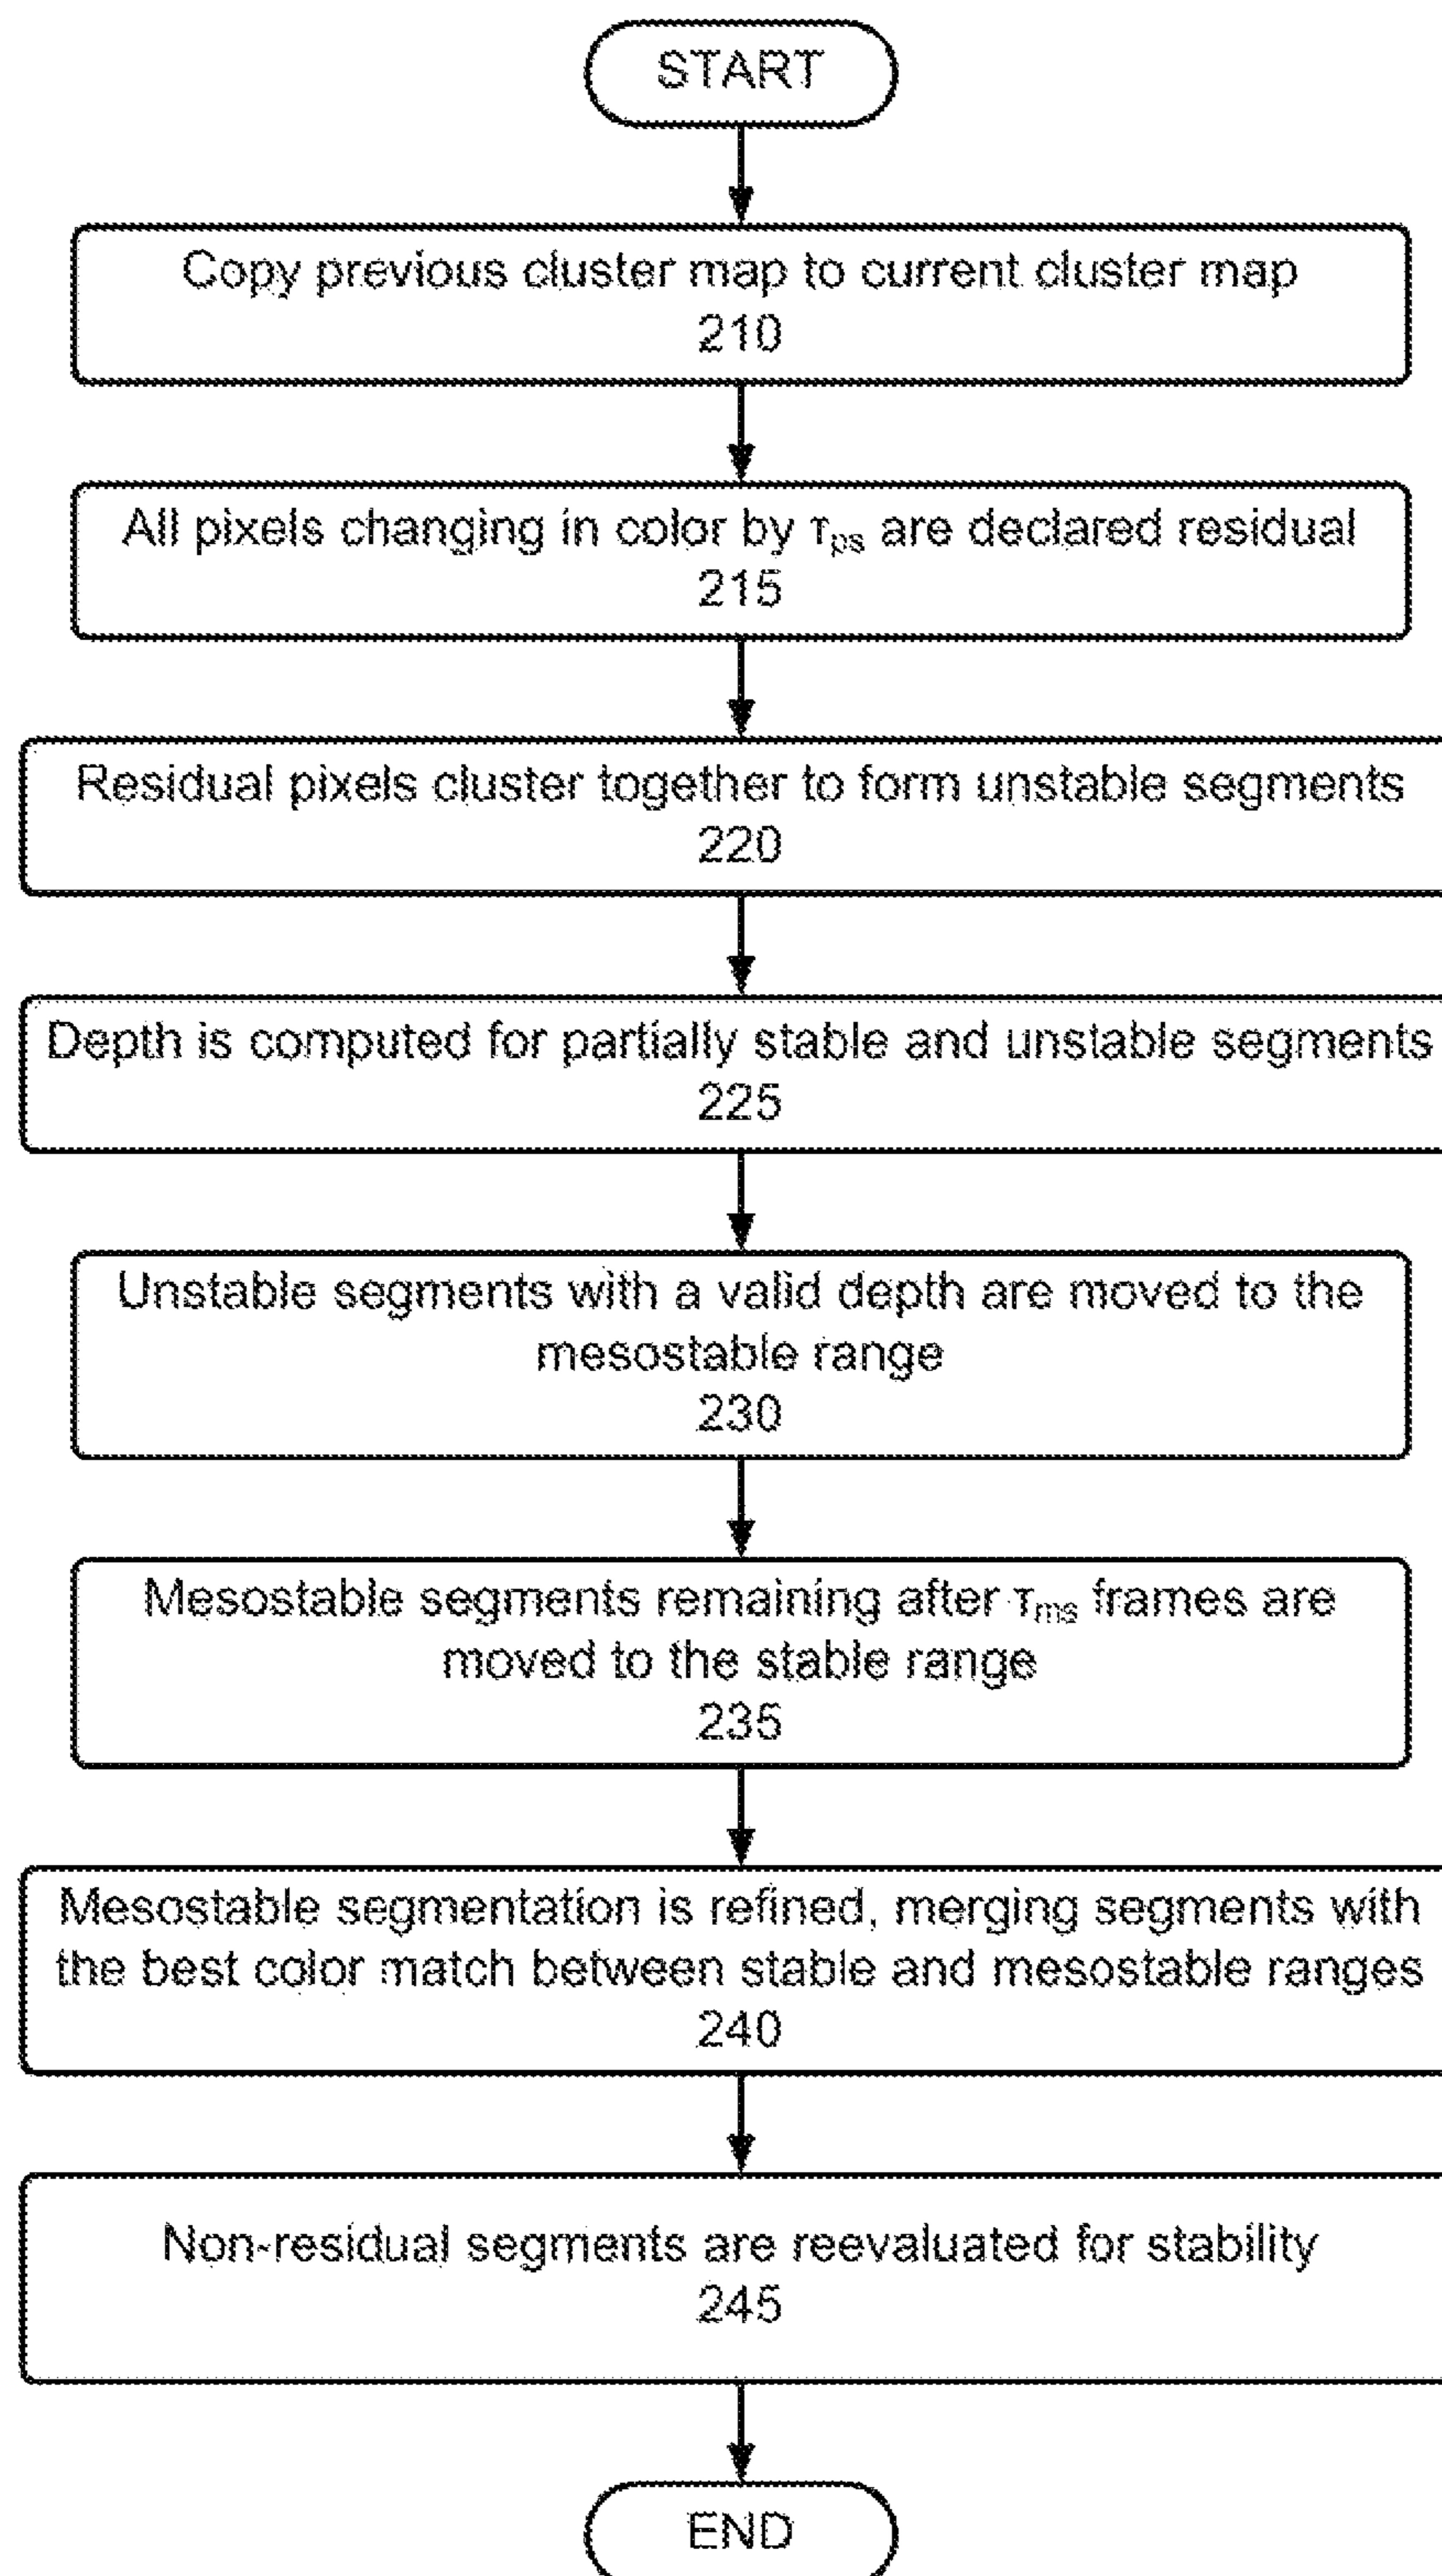 START
Copy previous cluster map to current cluster map
210
All pixels changing in color by τps are declared residual
215
Residual pixels cluster together to form unstable segments
220
Depth is computed for partially stable and unstable segments
225
Unstable segments with a valid depth are moved to the
mesostable range
230
Mesostable segments remaining after τms frames are
moved to the stable range
235
Mesostable segmentation is refined, merging segments with
the best color match between stable and mesostable ranges
240
Non-residual segments are reevaluated for stability
245
END